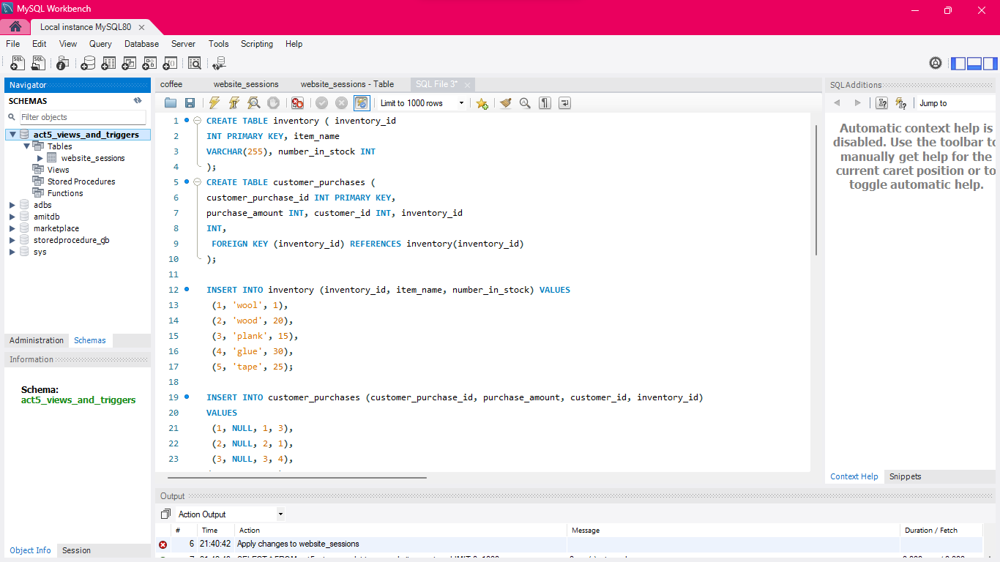 MySQL Workbench
Local instance MySQL80
File Edit View Query Database Server Tools Scripting Help
Navigator
SCHEMAS
Filter objects
act5_views_and_triggers
Tables
website_sessions
Views
Stored Procedures
Functions
adbs
amitdb
marketplace
storedprocedure_gb
sys
Administration Schemas
Information
Schema:
act5_views_and_triggers
Object Info Session
coffee website_sessions website_sessions - Table SQL File 3*
Limit to 1000 rows
1 CREATE TABLE inventory ( inventory_id
2 INT PRIMARY KEY, item_name
3 VARCHAR(255), number_in_stock INT
4 );
5 CREATE TABLE customer_purchases (
6 customer_purchase_id INT PRIMARY KEY,
7 purchase_amount INT, customer_id INT, inventory_id
8 INT,
9 FOREIGN KEY (inventory_id) REFERENCES inventory(inventory_id)
10 );
11
12 INSERT INTO inventory (inventory_id, item_name, number_in_stock) VALUES
13 (1, 'wool', 1),
14 (2, 'wood', 20),
15 (3, 'plank', 15),
16 (4, 'glue', 30),
17 (5, 'tape', 25);
18
19 INSERT INTO customer_purchases (customer_purchase_id, purchase_amount, customer_id, inventory_id)
20 VALUES
21 (1, NULL, 1, 3),
22 (2, NULL, 2, 1),
23 (3, NULL, 3, 4),
SQLAdditions
Jump to
Automatic context help is
disabled. Use the toolbar to
manually get help for the
current caret position or to
toggle automatic help.
Context Help Snippets
Output
Action Output
# Time Action Message Duration / Fetch
6 21:40:42 Apply changes to website_sessions